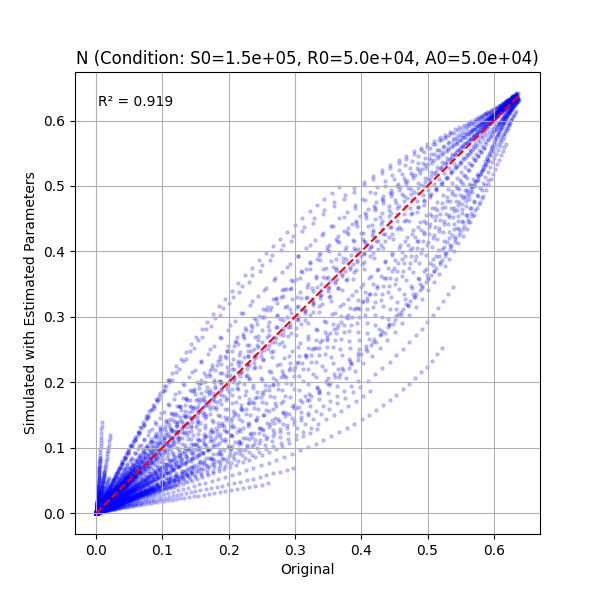 N (Condition: S0=1.5e+05, R0=5.0e+04, A0=5.0e+04)
R² = 0.919
0.6
0.5
0.4
0.3
0.2
0.1
0.0
Simulated with Estimated Parameters
0.0 0.1 0.2 0.3 0.4 0.5 0.6
Original